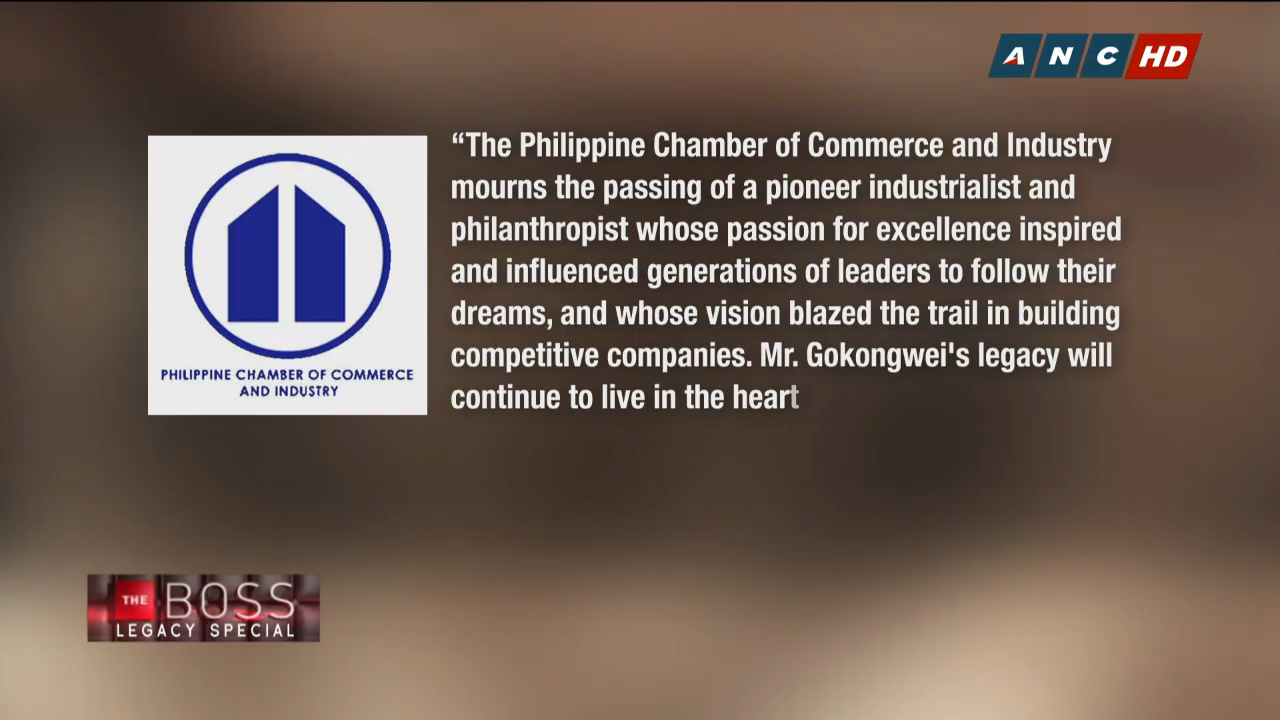 ANC HD
“The Philippine Chamber of Commerce and Industry
mourns the passing of a pioneer industrialist and
philanthropist whose passion for excellence inspired
and influenced generations of leaders to follow their
dreams, and whose vision blazed the trail in building
competitive companies. Mr. Gokongwei's legacy will
continue to live in the heart
PHILIPPINE CHAMBER OF COMMERCE
AND INDUSTRY
THE BOSS
LEGACY SPECIAL